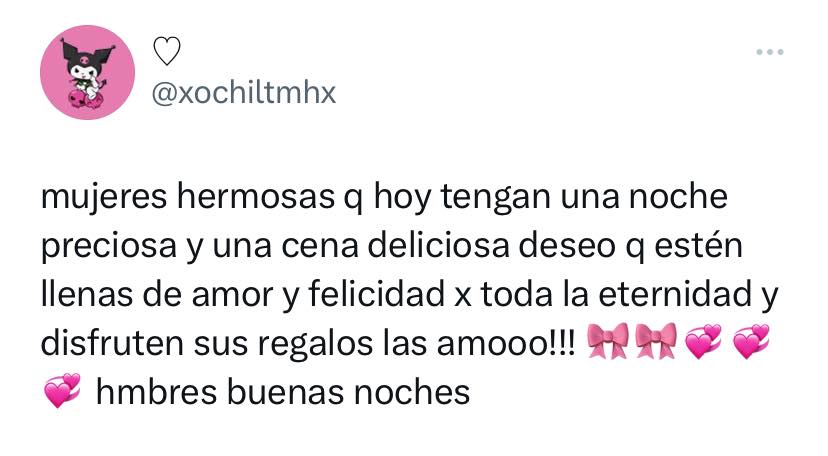 ♡
@xochiltmhx
mujeres hermosas q hoy tengan una noche
preciosa y una cena deliciosa deseo q estén
llenas de amor y felicidad x toda la eternidad y
disfruten sus regalos las amooo!!! 🎀🎀💞💞
💞 hmbres buenas noches